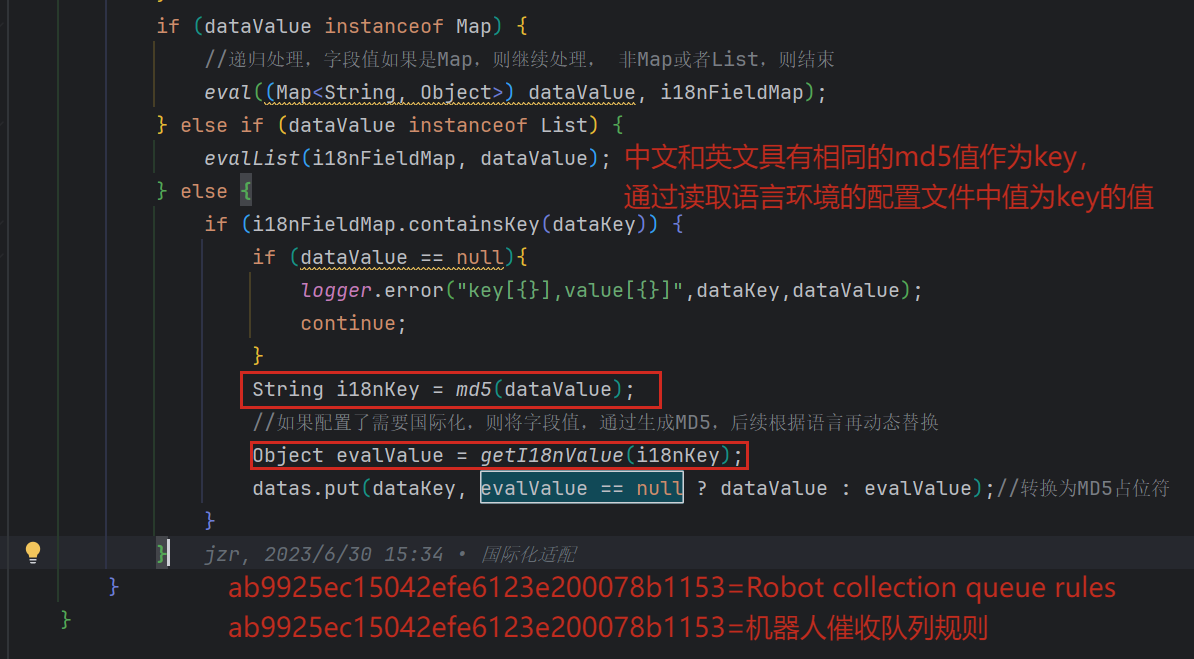 if (dataValue instanceof Map) {
//递归处理，字段值如果是Map，则继续处理， 非Map或者List，则结束
eval((Map<String, Object>) dataValue, i18nFieldMap);
} else if (dataValue instanceof List) {
evalList(i18nFieldMap, dataValue);
中文和英文具有相同的md5值作为key，
} else {
通过读取语言环境的配置文件中值为key的值
if (i18nFieldMap.containsKey(dataKey)) {
if (dataValue == null){
logger.error("key[{}],value[{}]",dataKey,dataValue);
continue;
}
String i18nKey = md5(dataValue);
//如果配置了需要国际化，则将字段值，通过生成MD5，后续根据语言再动态替换
Object evalValue = getI18nValue(i18nKey);
datas.put(dataKey, evalValue == null ? dataValue : evalValue);//转换为MD5占位符
}
} jzr, 2023/6/30 15:34 • 国际化适配
}
ab9925ec15042efe6123e200078b1153=Robot collection queue rules
}
ab9925ec15042efe6123e200078b1153=机器人催收队列规则